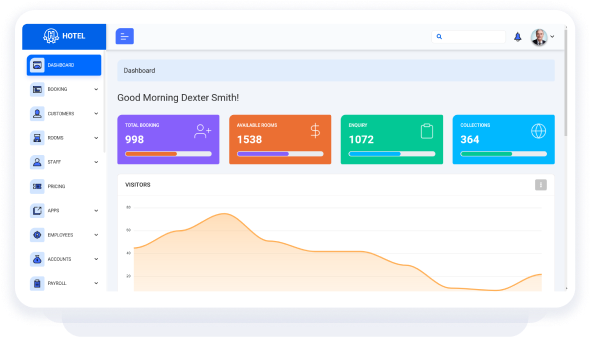 HOTEL
DASHBOARD
BOOKING
CUSTOMERS
ROOMS
STAFF
PRICING
APPS
EMPLOYEES
ACCOUNTS
PAYROLL
Dashboard
Good Morning Dexter Smith!
TOTAL BOOKING
998
AVAILABLE ROOMS
1538
ENQUIRY
1072
COLLECTIONS
364
VISITORS
80
60
40
20